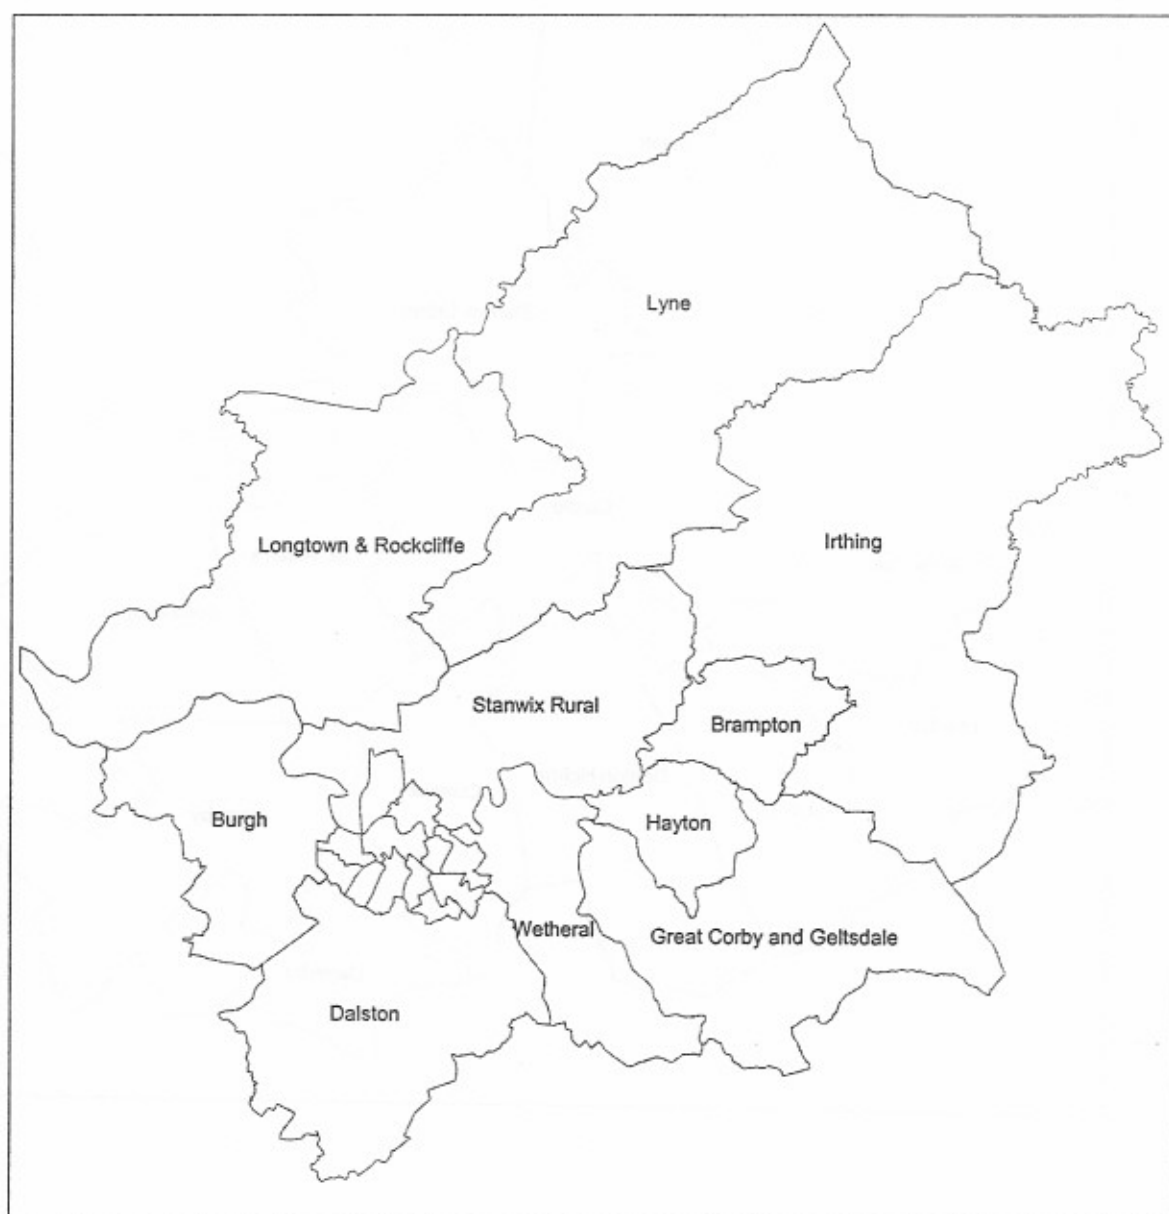 Lyne
Irthing
Longtown & Rockcliffe
Stanwix Rural
Brampton
Burgh
Hayton
Wetheral
Great Corby and Geltsdale
Dalston